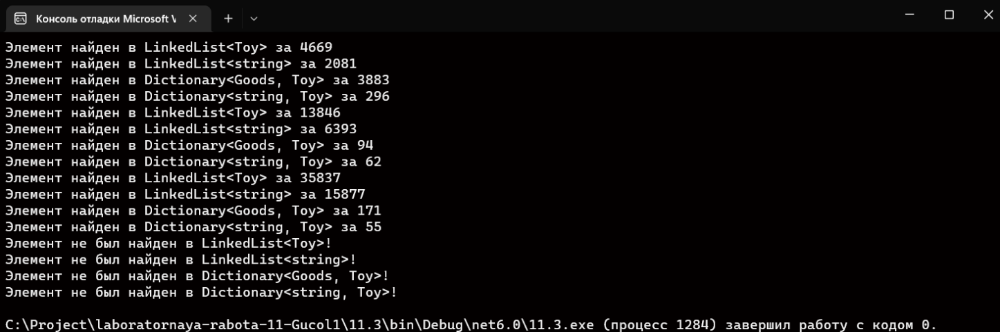 Консоль отладки Microsoft V
Элемент найден в LinkedList<Toy> за 4669
Элемент найден в LinkedList<string> за 2081
Элемент найден в Dictionary<Goods, Toy> за 3883
Элемент найден в Dictionary<string, Toy> за 296
Элемент найден в LinkedList<Toy> за 13846
Элемент найден в LinkedList<string> за 6393
Элемент найден в Dictionary<Goods, Toy> за 94
Элемент найден в Dictionary<string, Toy> за 62
Элемент найден в LinkedList<Toy> за 35837
Элемент найден в LinkedList<string> за 15877
Элемент найден в Dictionary<Goods, Toy> за 171
Элемент найден в Dictionary<string, Toy> за 55
Элемент не был найден в LinkedList<Toy>!
Элемент не был найден в LinkedList<string>!
Элемент не был найден в Dictionary<Goods, Toy>!
Элемент не был найден в Dictionary<string, Toy>!
C:\Project\laboratornaya-rabota-11-Gucol1\11.3\bin\Debug\net6.0\11.3.exe (процесс 1284) завершил работу с кодом 0.